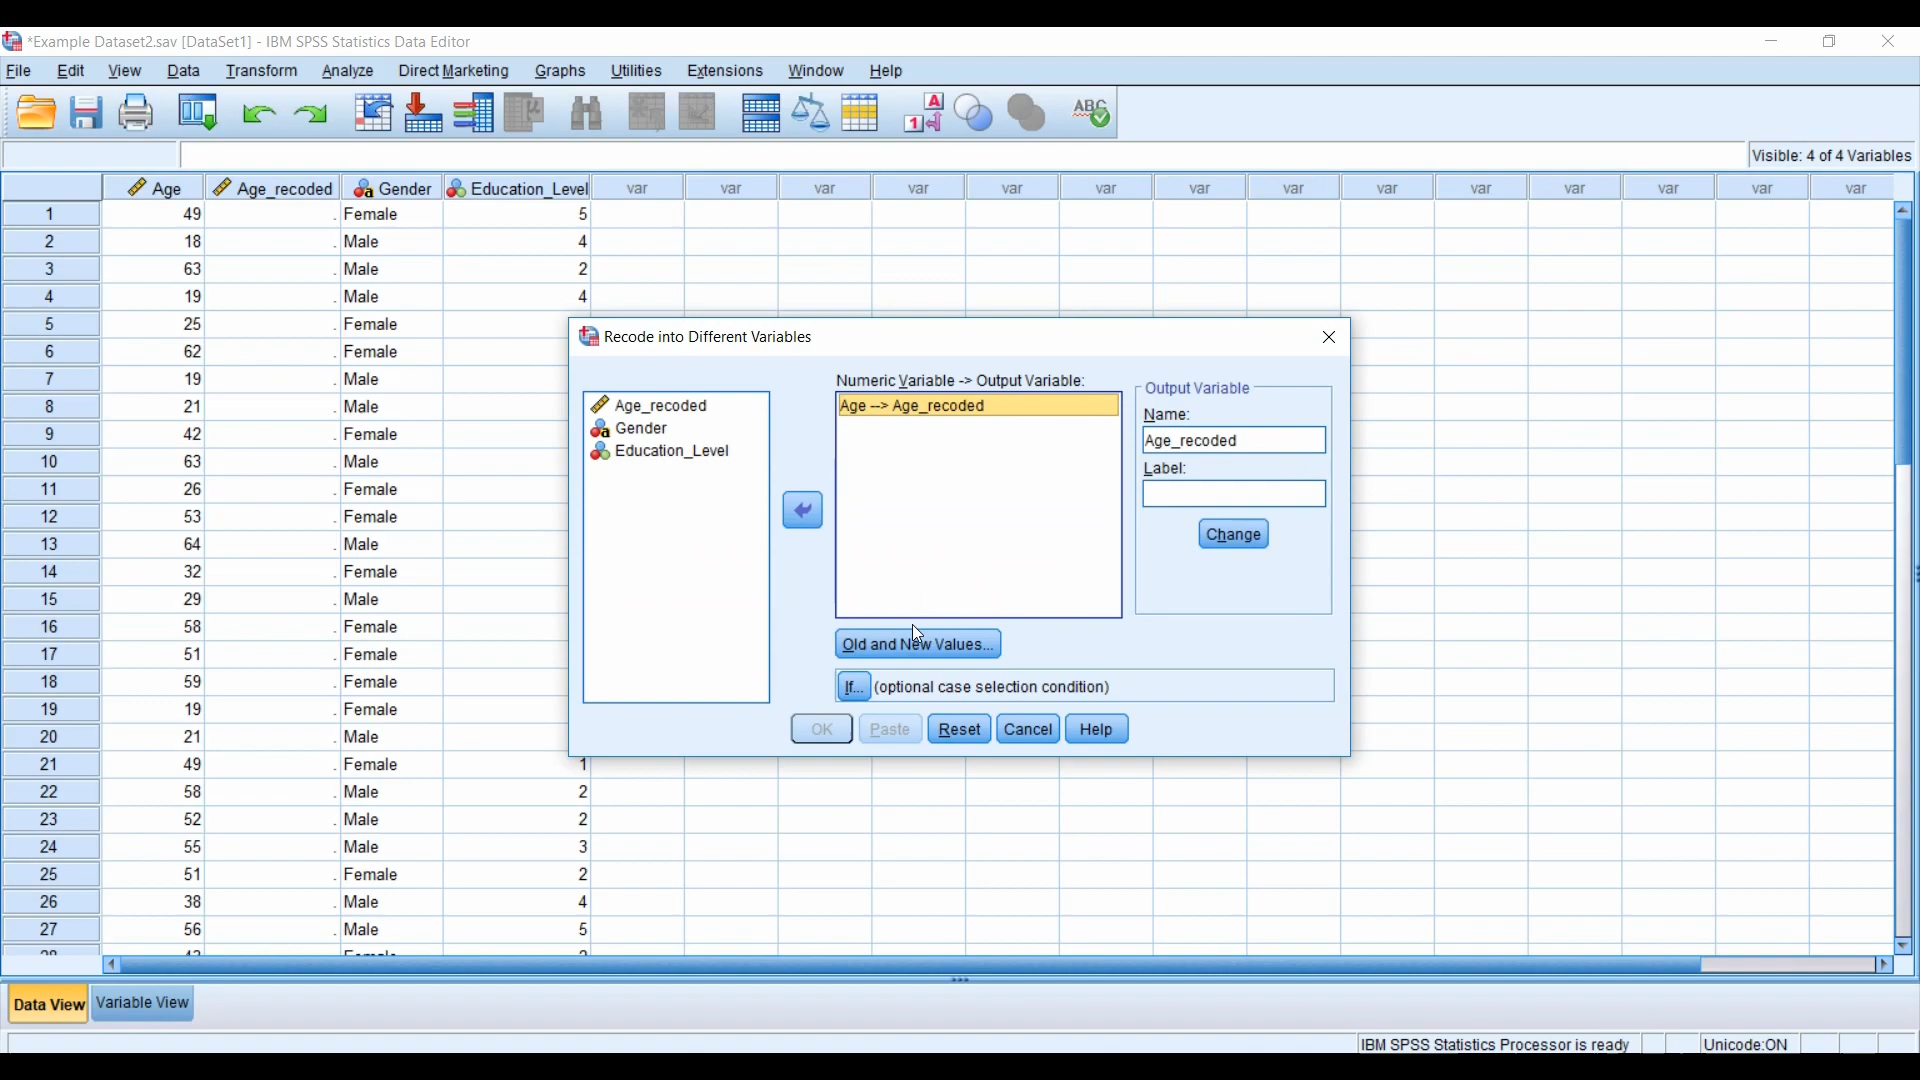 *Example Dataset2.sav [DataSet1] - IBM SPSS Statistics Data Editor
File Edit View Data Transform Analyze Direct Marketing Graphs Utilities Extensions Window Help
A
1
ABC
Visible: 4 of 4 Variables
Age Age_recoded Gender Education_Level var var var var var var var var var var var var var var
1 49 . Female 5
2 18 . Male 4
3 63 . Male 2
4 19 . Male 4
5 25 . Female
6 62 . Female
7 19 . Male
8 21 . Male
9 42 . Female
10 63 . Male
11 26 . Female
12 53 . Female
13 64 . Male
14 32 . Female
15 29 . Male
16 58 . Female
17 51 . Female
18 59 . Female
19 19 . Female
20 21 . Male
21 49 . Female 1
22 58 . Male 2
23 52 . Male 2
24 55 . Male 3
25 51 . Female 2
26 38 . Male 4
27 56 . Male 5
Recode into Different Variables
Age_recoded
Gender
Education_Level
Numeric Variable -> Output Variable:
Age --> Age_recoded
Output Variable
Name:
Age_recoded
Label:
Change
Old and New Values...
If... (optional case selection condition)
OK Paste Reset Cancel Help
Data View Variable View
IBM SPSS Statistics Processor is ready Unicode:ON